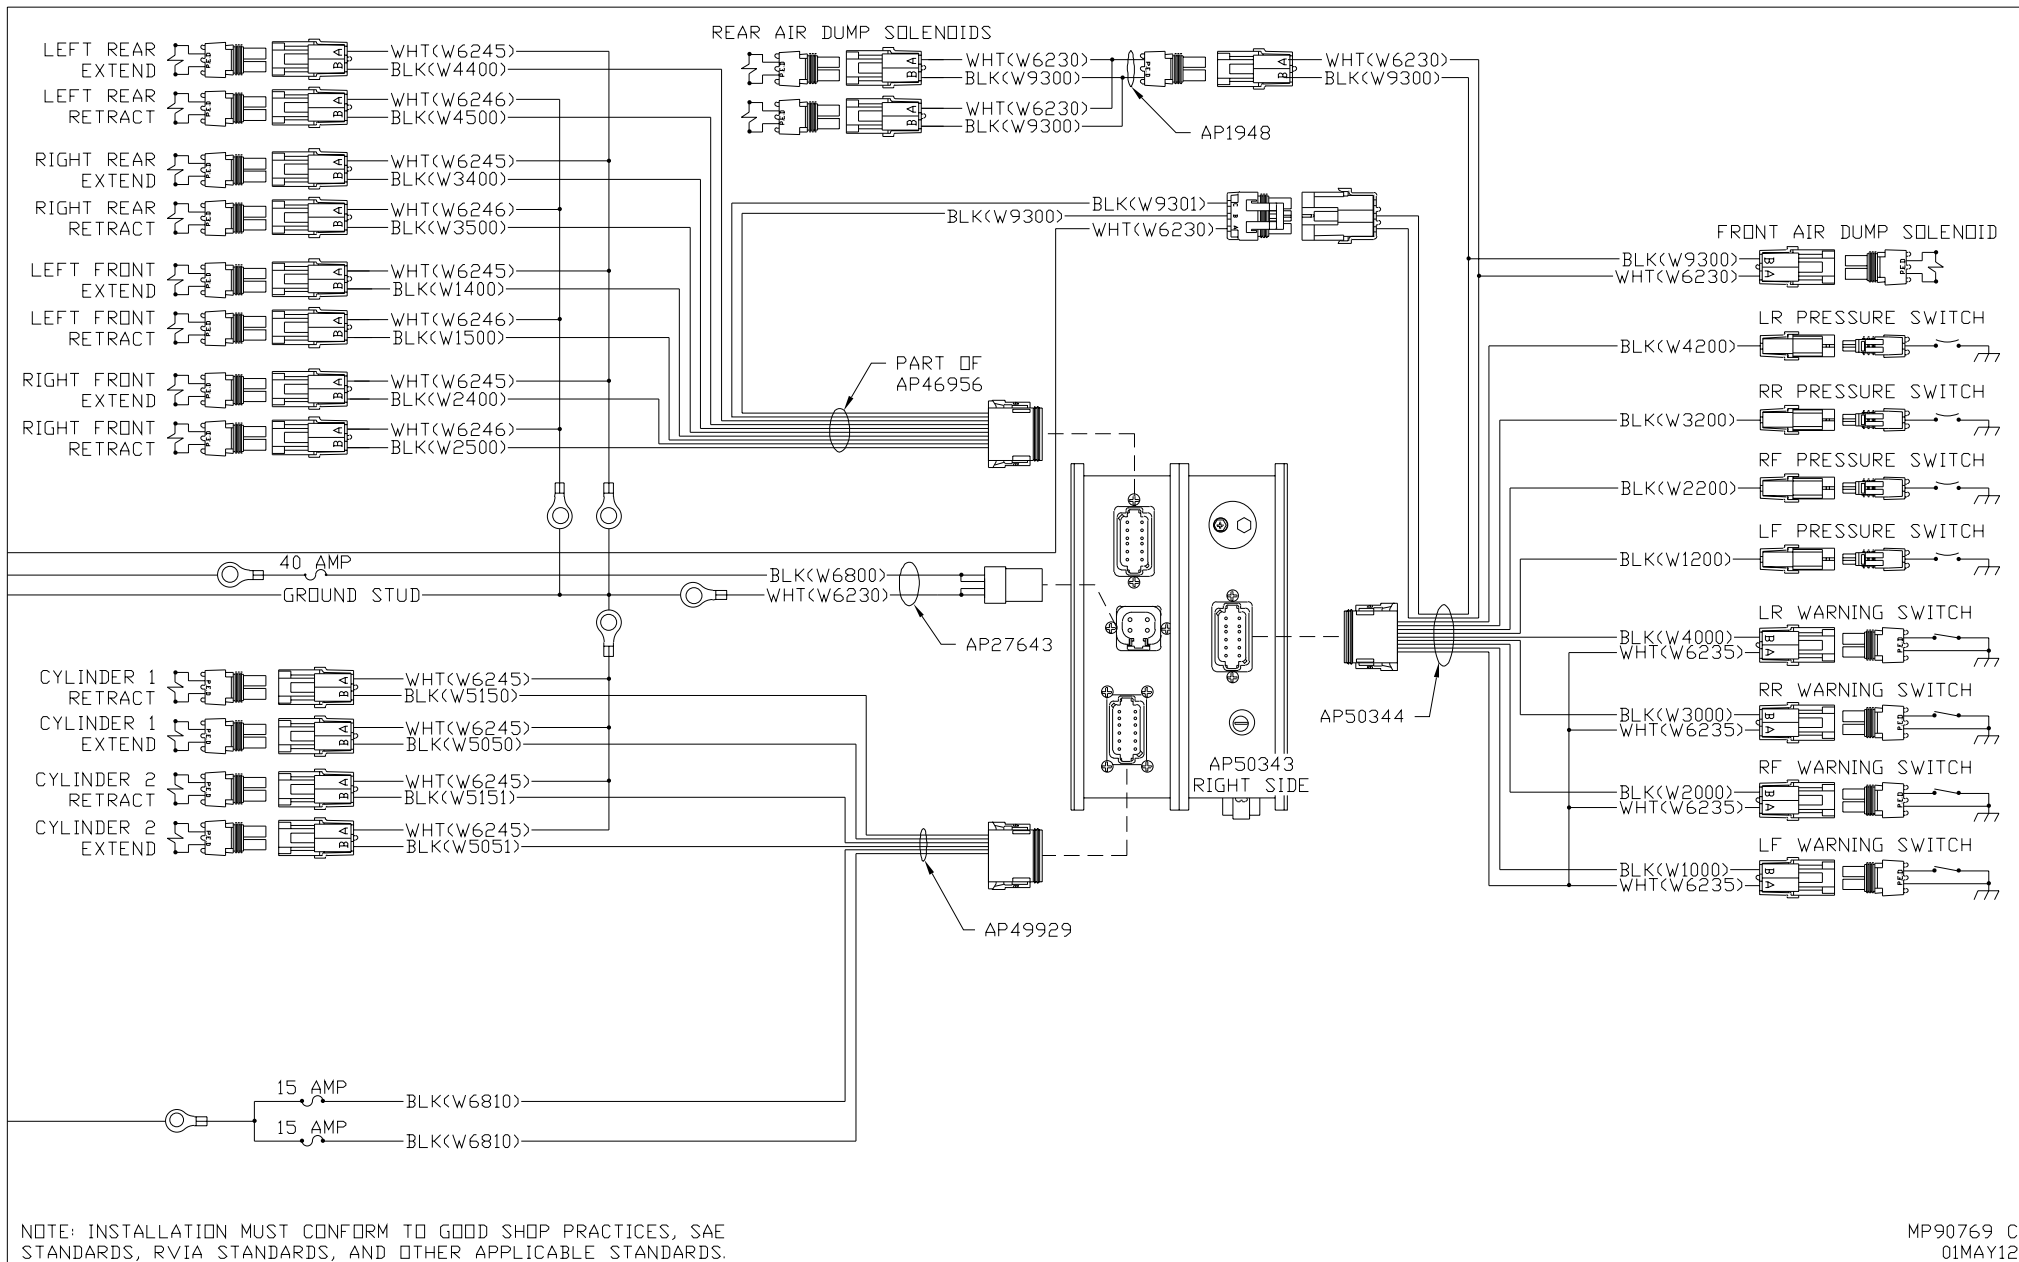 LEFT REAR
EXTEND
WHT(W6245)
BLK(W4400)
LEFT REAR
RETRACT
WHT(W6246)
BLK(W4500)
RIGHT REAR
EXTEND
WHT(W6245)
BLK(W3400)
RIGHT REAR
RETRACT
WHT(W6246)
BLK(W3500)
LEFT FRONT
EXTEND
WHT(W6245)
BLK(W1400)
LEFT FRONT
RETRACT
WHT(W6246)
BLK(W1500)
RIGHT FRONT
EXTEND
WHT(W6245)
BLK(W2400)
RIGHT FRONT
RETRACT
WHT(W6246)
BLK(W2500)
REAR AIR DUMP SOLENOIDS
WHT(W6230)
BLK(W9300)
WHT(W6230)
BLK(W9300)
WHT(W6230)
BLK(W9300)
AP1948
BLK(W9301)
BLK(W9300)
WHT(W6230)
PART OF
AP46956
40 AMP
GROUND STUD
BLK(W6800)
WHT(W6230)
AP27643
CYLINDER 1
RETRACT
WHT(W6245)
BLK(W5150)
CYLINDER 1
EXTEND
WHT(W6245)
BLK(W5050)
CYLINDER 2
RETRACT
WHT(W6245)
BLK(W5151)
CYLINDER 2
EXTEND
WHT(W6245)
BLK(W5051)
AP49929
15 AMP
BLK(W6810)
15 AMP
BLK(W6810)
AP50343
RIGHT SIDE
AP50344
FRONT AIR DUMP SOLENOID
BLK(W9300)
WHT(W6230)
LR PRESSURE SWITCH
BLK(W4200)
RR PRESSURE SWITCH
BLK(W3200)
RF PRESSURE SWITCH
BLK(W2200)
LF PRESSURE SWITCH
BLK(W1200)
LR WARNING SWITCH
BLK(W4000)
WHT(W6235)
RR WARNING SWITCH
BLK(W3000)
WHT(W6235)
RF WARNING SWITCH
BLK(W2000)
WHT(W6235)
LF WARNING SWITCH
BLK(W1000)
WHT(W6235)
NOTE: INSTALLATION MUST CONFORM TO GOOD SHOP PRACTICES, SAE
STANDARDS, RVIA STANDARDS, AND OTHER APPLICABLE STANDARDS.
MP90769 C
01MAY12